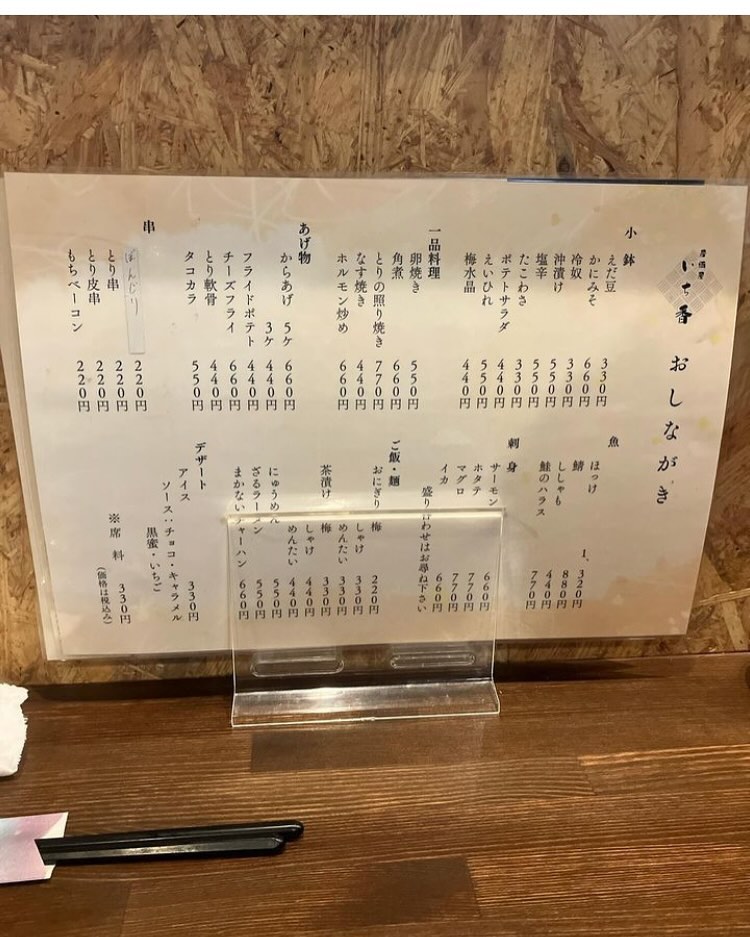 居酒屋
いち香
おしながき
小鉢
えだ豆 330円
かにみそ 660円
冷奴 330円
沖漬け 550円
塩辛 550円
たこわさ 330円
ポテトサラダ 440円
えいひれ 550円
梅水晶 440円
一品料理
卵焼き 550円
角煮 660円
とりの照り焼き 770円
なす焼き 440円
ホルモン炒め 660円
あげ物
からあげ 5ケ 660円
3ケ 440円
フライドポテト 440円
チーズフライ 660円
とり軟骨 440円
タコカラ 550円
串
ぼんじり 220円
とり串 220円
とり皮串 220円
もちベーコン 220円
魚
ほっけ 1,320円
鯖 880円
ししゃも 440円
鮭のハラス 770円
刺身
サーモン 660円
ホタテ 770円
マグロ 770円
イカ 660円
盛り合わせはお尋ね下さい
ご飯・麺
おにぎり 梅 220円
しゃけ 330円
めんたい 330円
茶漬け 梅 330円
しゃけ 440円
めんたい 440円
にゅうめん 550円
ざるラーメン 550円
まかないチャーハン 660円
デザート
アイス 330円
ソース：チョコ・キャラメル
黒蜜・いちご
※席料 330円
(価格は税込み)